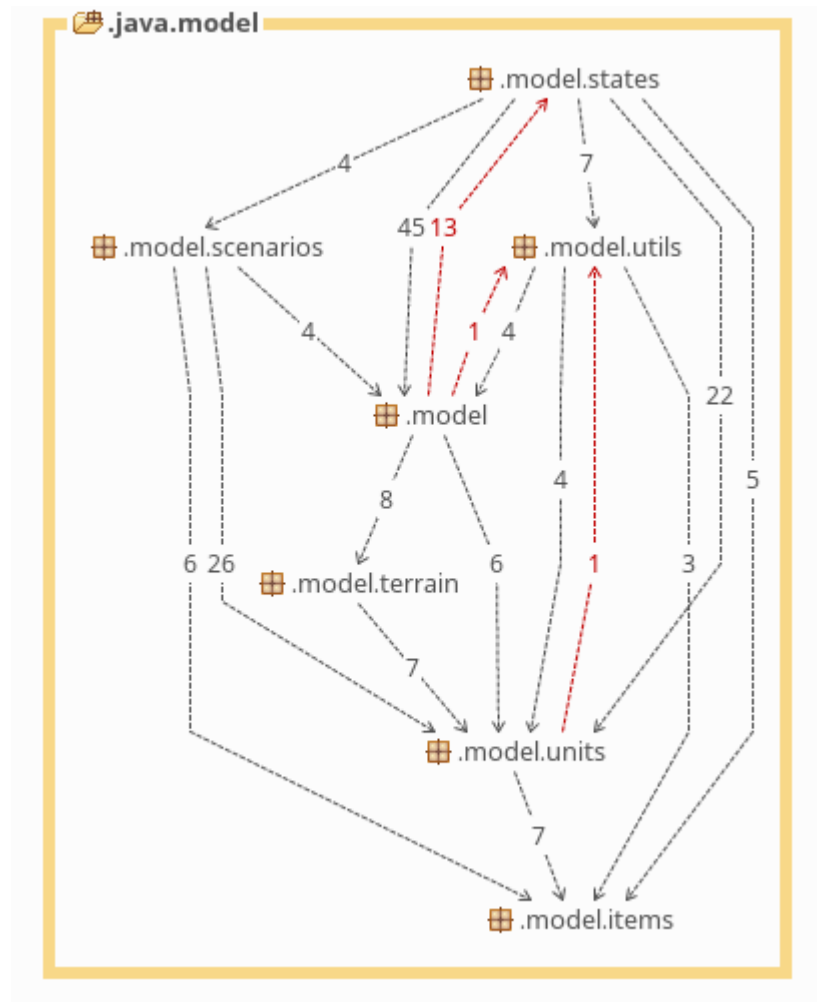 .java.model
.model.states
4
7
45
13
.model.scenarios
.model.utils
4
1
4
22
.model
8
4
5
6
26
.model.terrain
6
1
3
7
.model.units
7
.model.items